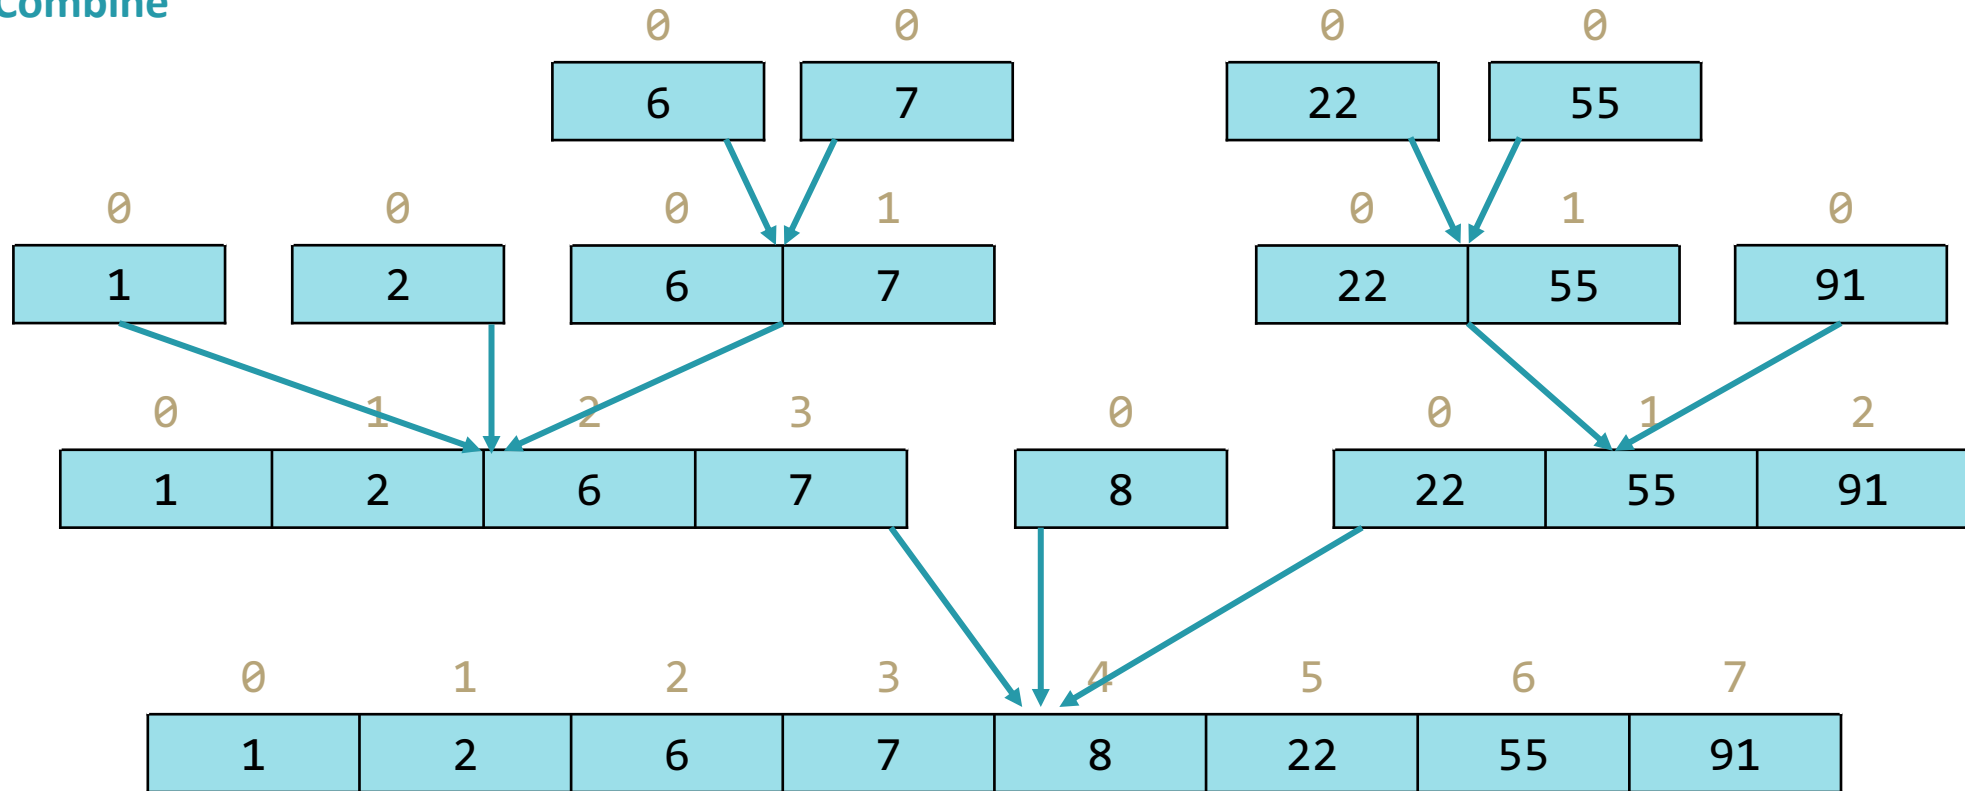 Combine
0 0 0 0
6 7 22 55
0 0 0 1 0 1 0
1 2 6 7 22 55 91
0 1 2 3 0 0 1 2
1 2 6 7 8 22 55 91
0 1 2 3 4 5 6 7
1 2 6 7 8 22 55 91